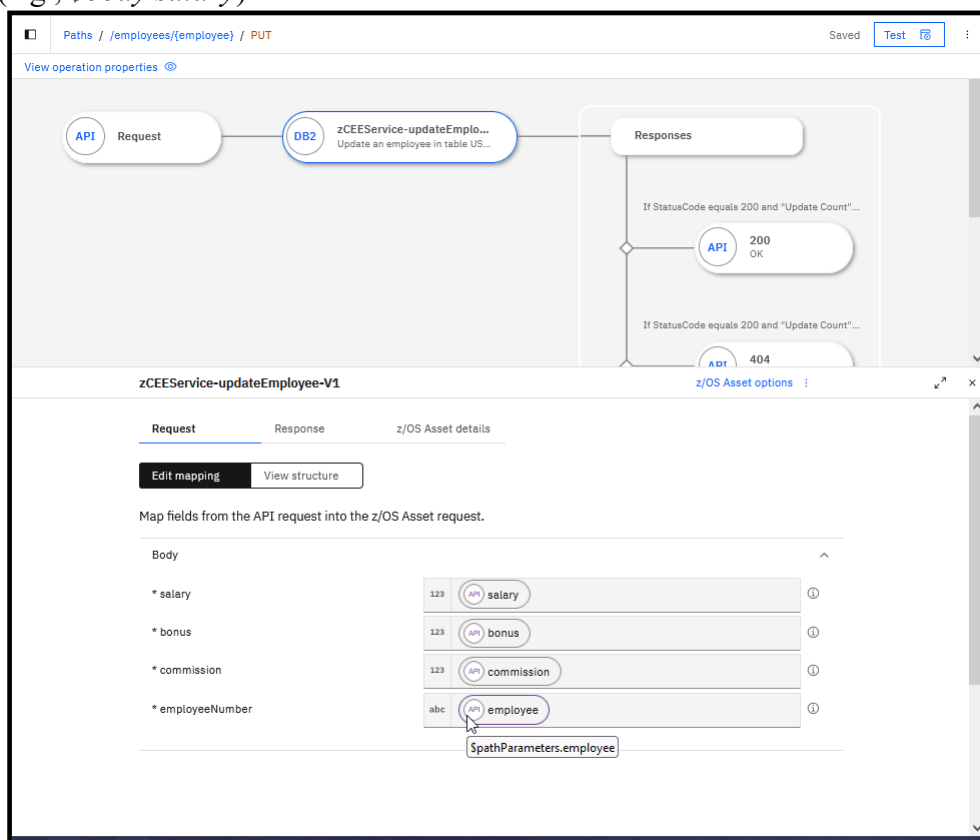 Paths / /employees/{employee} / PUT
Saved
Test
View operation properties
API Request
DB2 zCEEService-updateEmplo...
Update an employee in table US...
Responses
If StatusCode equals 200 and "Update Count"...
API 200
OK
If StatusCode equals 200 and "Update Count"...
API 404
zCEEService-updateEmployee-V1
z/OS Asset options
Request Response z/OS Asset details
Edit mapping View structure
Map fields from the API request into the z/OS Asset request.
Body
* salary 123 API salary
* bonus 123 API bonus
* commission 123 API commission
* employeeNumber abc API employee
$pathParameters.employee